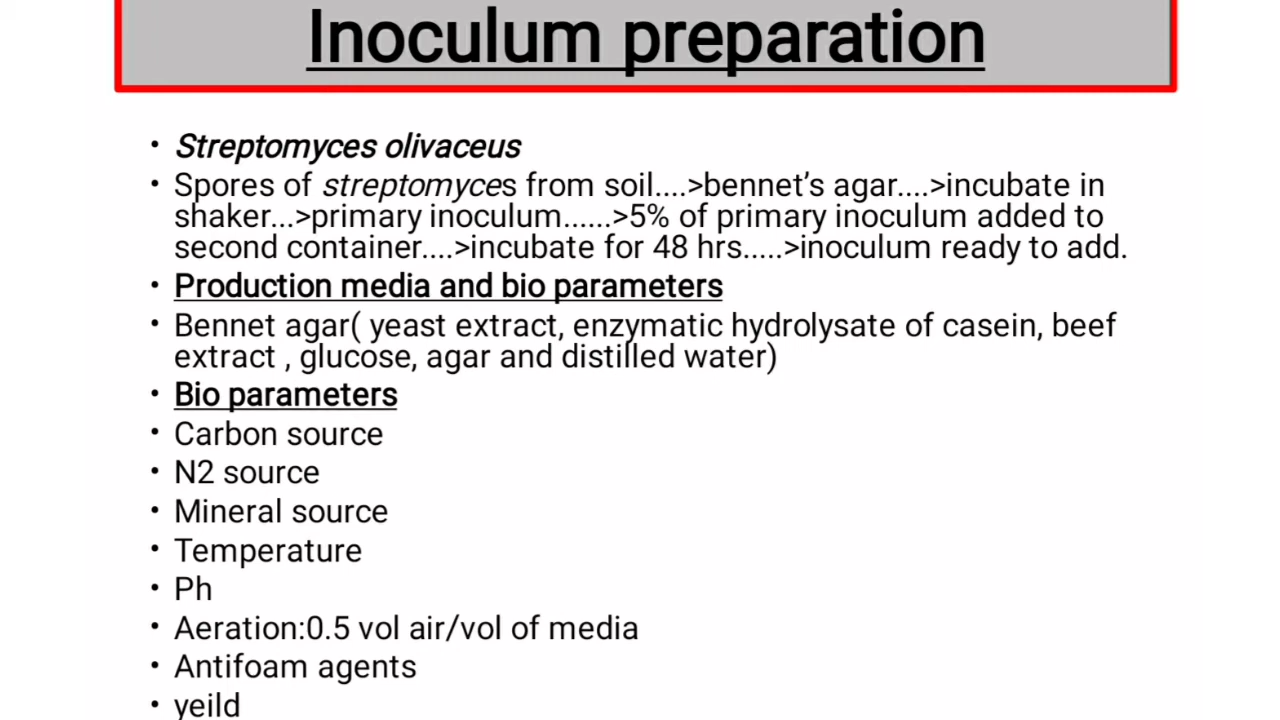 Inoculum preparation
• Streptomyces olivaceus
• Spores of streptomyces from soil....>bennet’s agar....>incubate in
shaker...>primary inoculum......>5% of primary inoculum added to
second container....>incubate for 48 hrs.....>inoculum ready to add.
• Production media and bio parameters
• Bennet agar( yeast extract, enzymatic hydrolysate of casein, beef
extract , glucose, agar and distilled water)
• Bio parameters
• Carbon source
• N2 source
• Mineral source
• Temperature
• Ph
• Aeration:0.5 vol air/vol of media
• Antifoam agents
• yeild